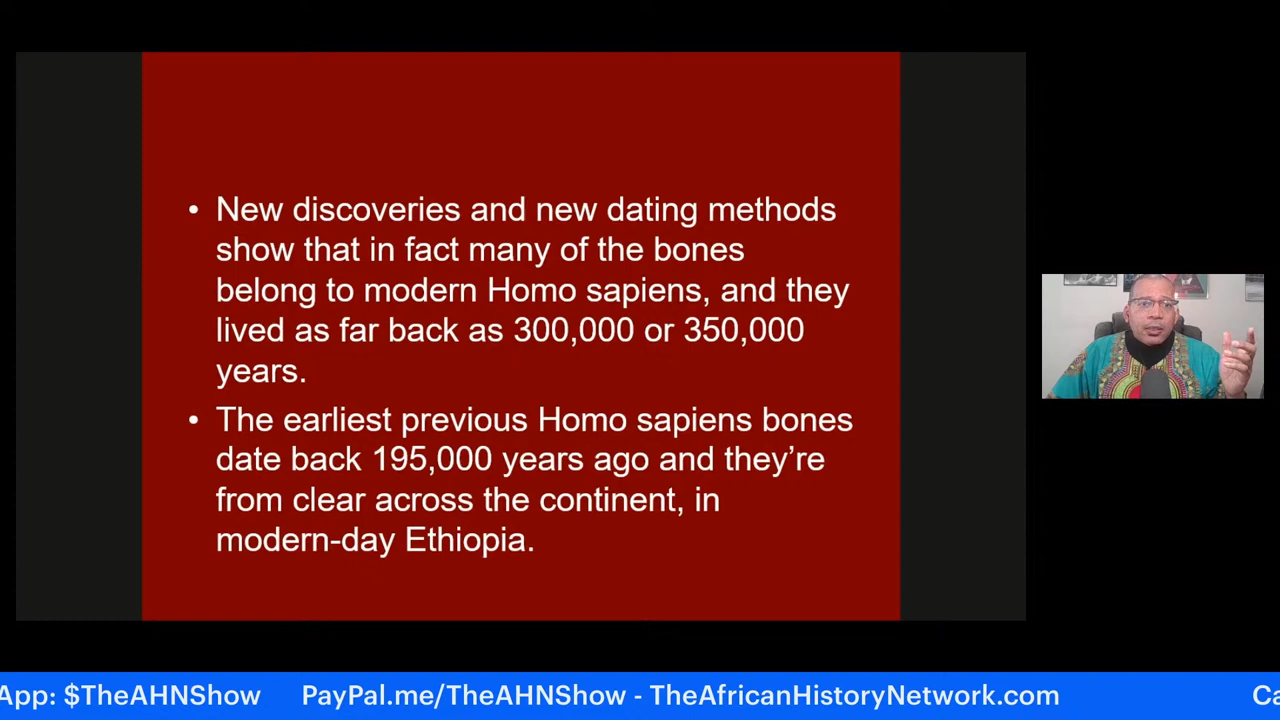 • New discoveries and new dating methods
show that in fact many of the bones
belong to modern Homo sapiens, and they
lived as far back as 300,000 or 350,000
years.
• The earliest previous Homo sapiens bones
date back 195,000 years ago and they’re
from clear across the continent, in
modern-day Ethiopia.
App: $TheAHNShow PayPal.me/TheAHNShow - TheAfricanHistoryNetwork.com Ca